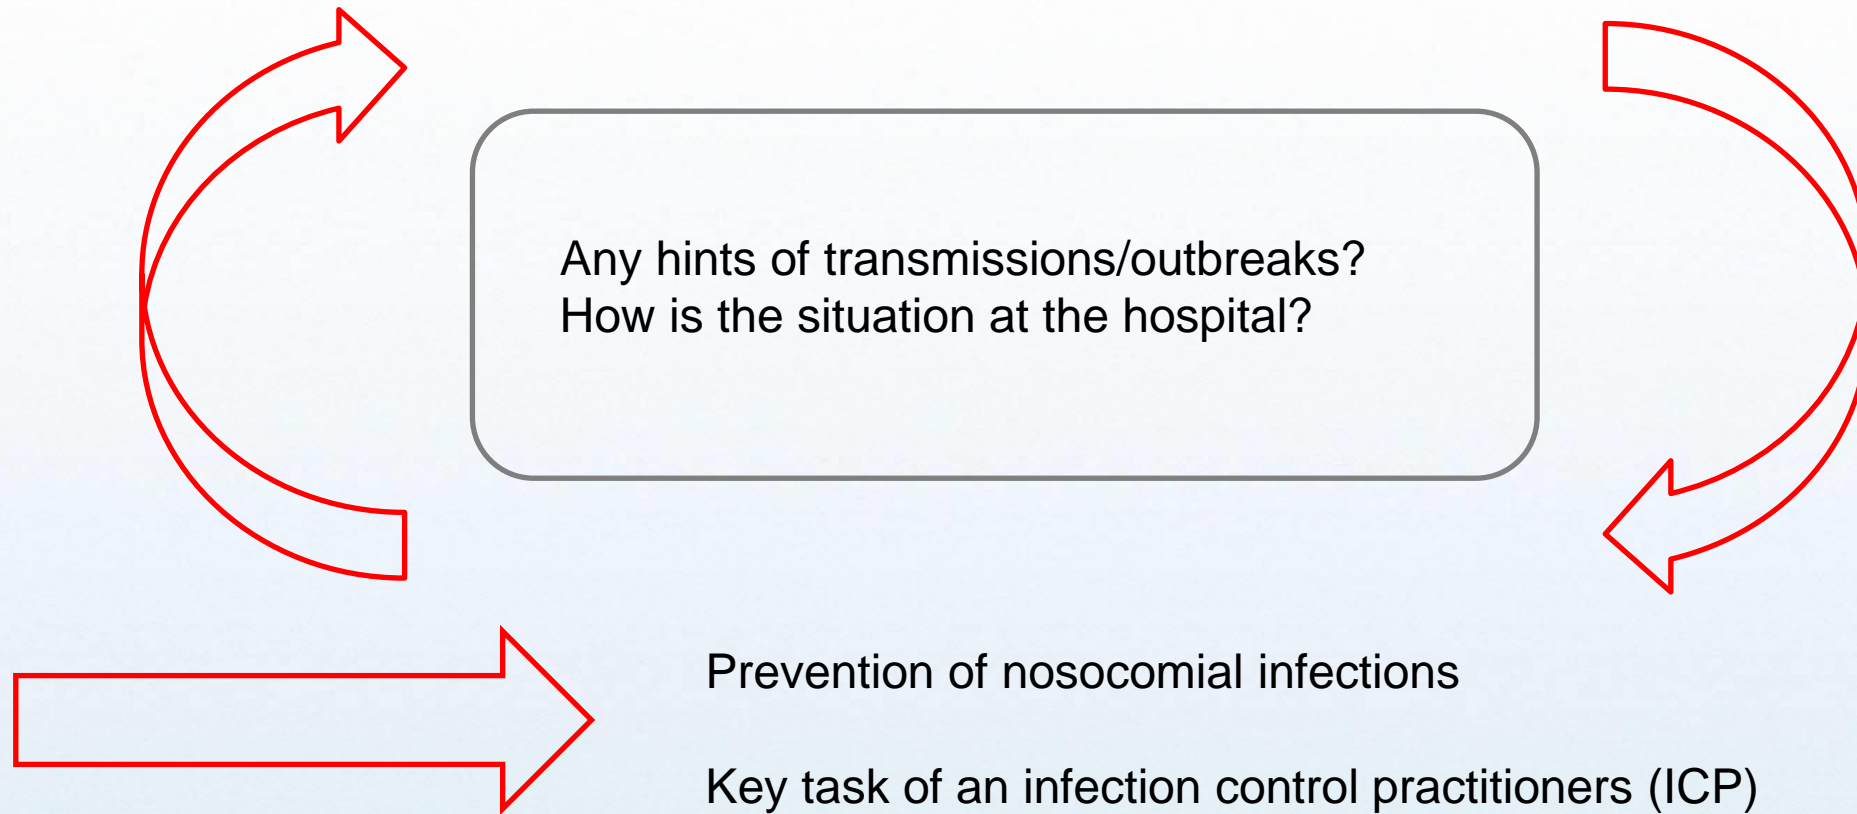 Any hints of transmissions/outbreaks?
How is the situation at the hospital?
Prevention of nosocomial infections
Key task of an infection control practitioners (ICP)